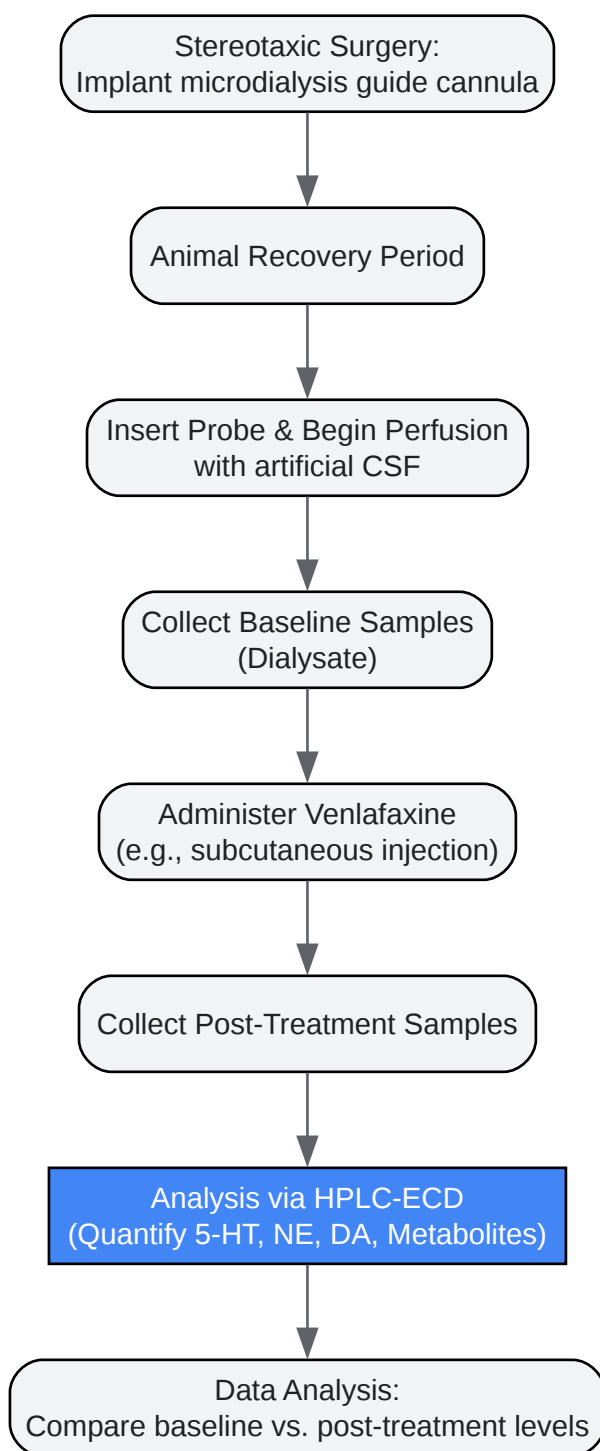 Stereotaxic Surgery:
Implant microdialysis guide cannula
Animal Recovery Period
Insert Probe & Begin Perfusion
with artificial CSF
Collect Baseline Samples
(Dialysate)
Administer Venlafaxine
(e.g., subcutaneous injection)
Collect Post-Treatment Samples
Analysis via HPLC-ECD
(Quantify 5-HT, NE, DA, Metabolites)
Data Analysis:
Compare baseline vs. post-treatment levels